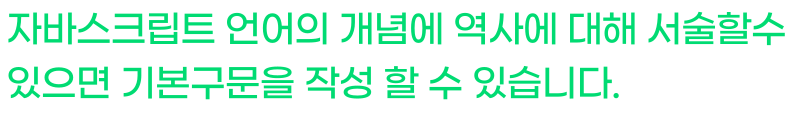 자바스크립트 언어의 개념에 역사에 대해 서술할수
있으면 기본구문을 작성 할 수 있습니다.